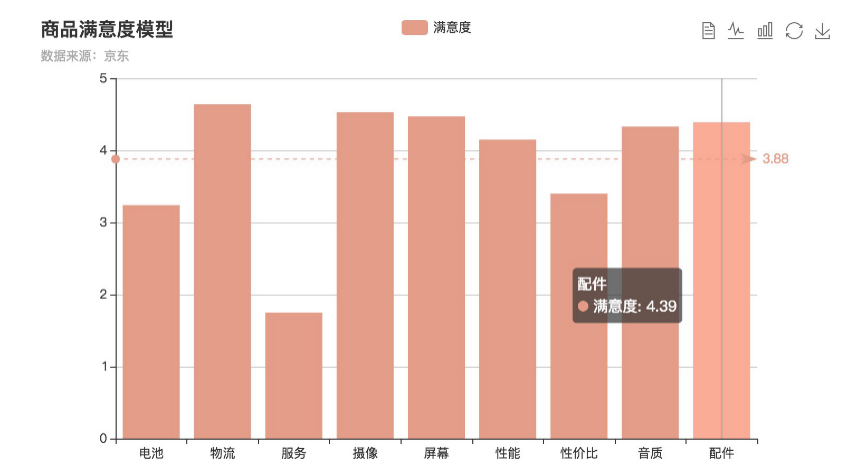 商品满意度模型
满意度
数据来源：京东
5
4
3.88
3
配件
满意度: 4.39
2
1
0
电池 物流 服务 摄像 屏幕 性能 性价比 音质 配件